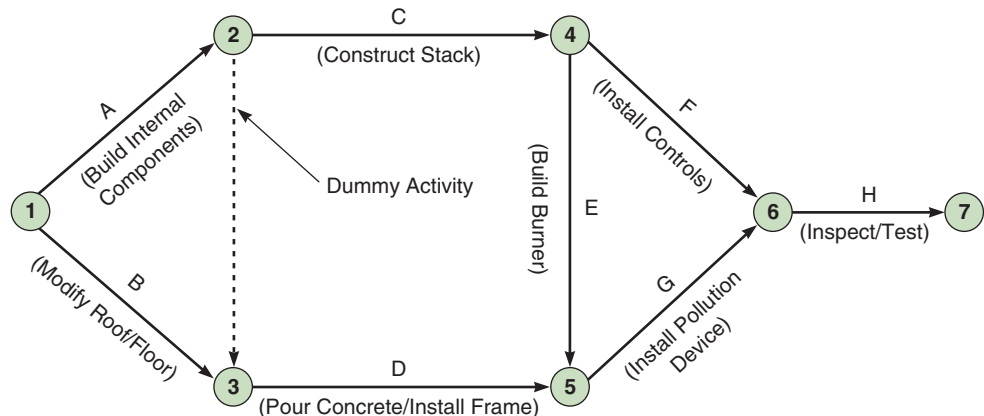 C
2
4
(Construct Stack)
A
F
(Build Internal
Components)
(Install Controls)
Dummy Activity
(Build Burner)
E
1
6
H
7
(Inspect/Test)
B
(Modify Roof/Floor)
G
(Install Pollution
Device)
D
3
5
(Pour Concrete/Install Frame)